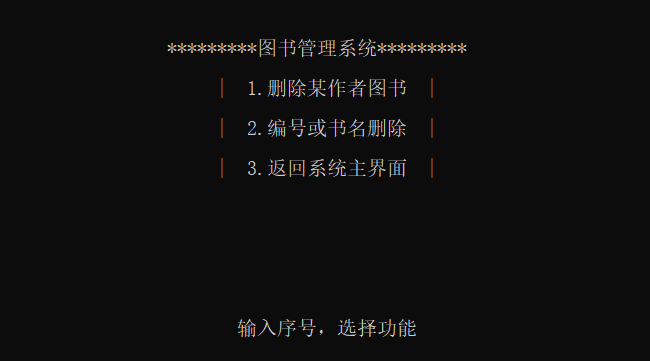 *********图书管理系统*********
| 1.删除某作者图书 |
| 2.编号或书名删除 |
| 3.返回系统主界面 |
输入序号，选择功能